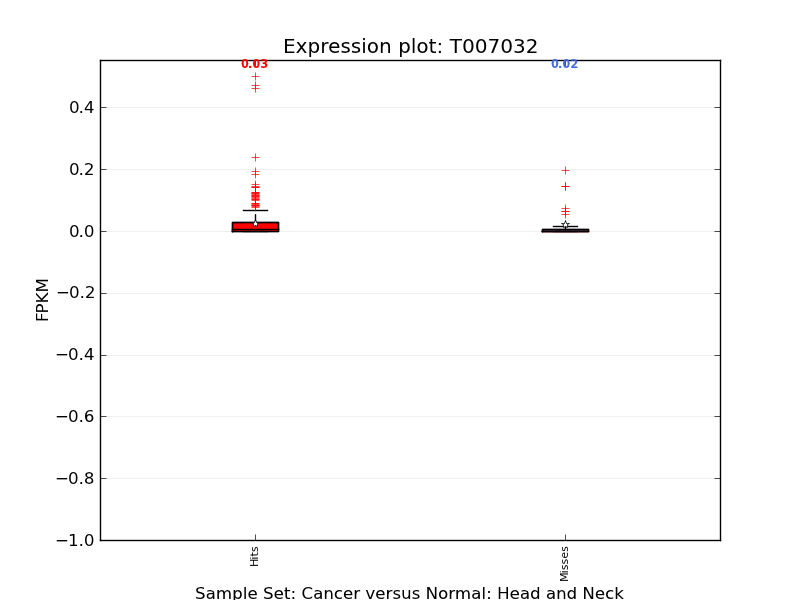 Expression plot: T007032
0.03
0.02
0.4
0.2
0.0
−0.2
−0.4
−0.6
−0.8
−1.0
FPKM
Hits
Misses
Sample Set: Cancer versus Normal: Head and Neck